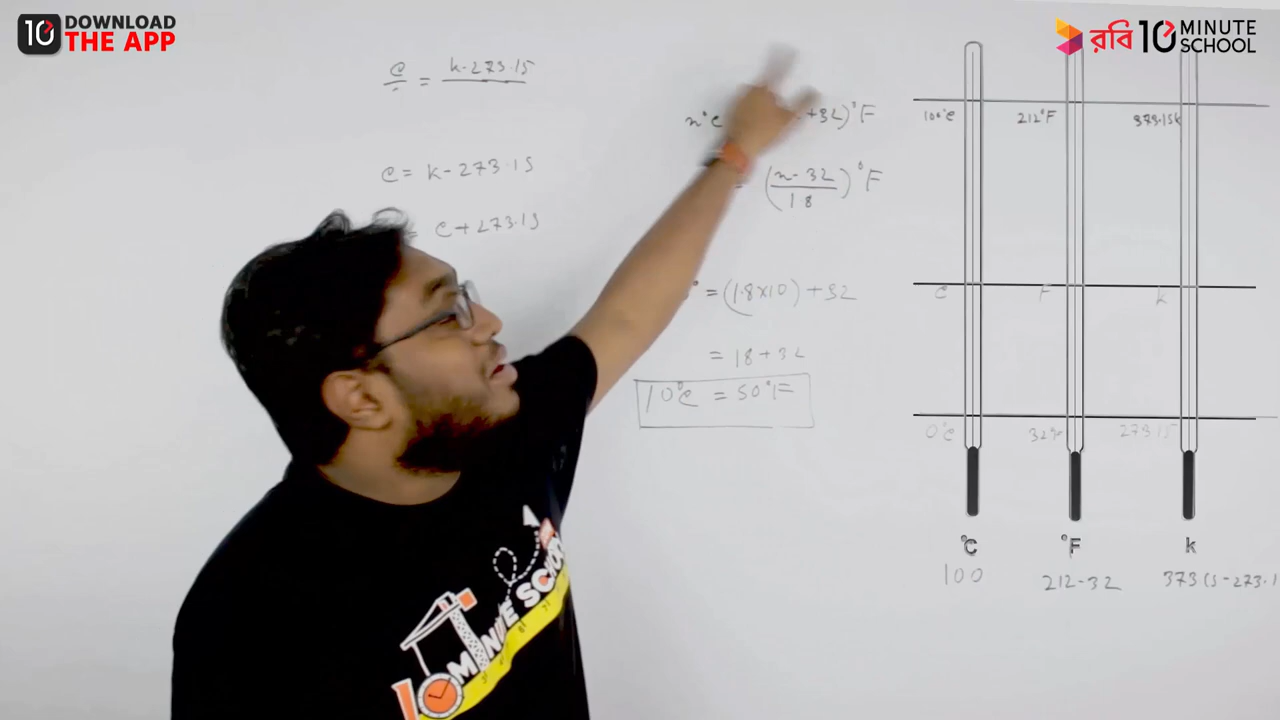 DOWNLOAD
THE APP
রবি 10 MINUTE
SCHOOL
c = k-273.15
c = k-273.15
c+273.15
n°c +32)°F
= (n-32 / 1.8)°F
= (1.8×10)+32
= 18+32
10°c = 50°F
100°c 212°F 373.15k
c F k
0°c 32°F 273.15
°C °F k
100 212-32 373.15-273.1
10 MINUTE SCHOOL